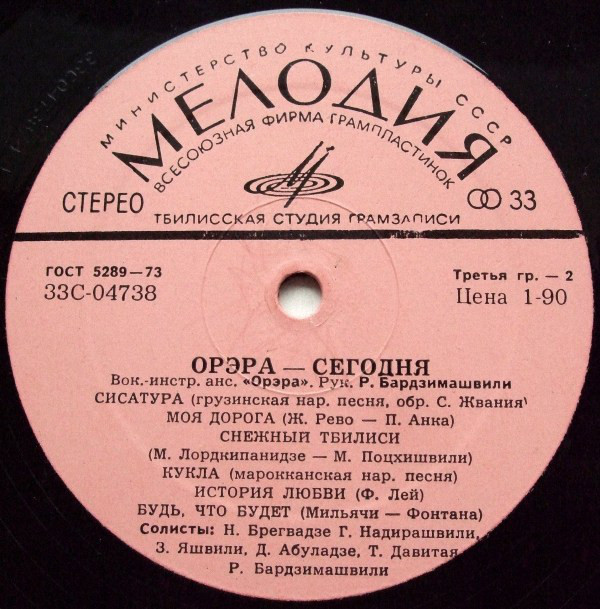 МИНИСТЕРСТВО КУЛЬТУРЫ СССР
МЕЛОДИЯ
ВСЕСОЮЗНАЯ ФИРМА ГРАМПЛАСТИНОК
СТЕРЕО
33
ТБИЛИССКАЯ СТУДИЯ ГРАМЗАПИСИ
ГОСТ 5289—73
Третья гр. — 2
33С-04738
Цена 1-90
ОРЭРА — СЕГОДНЯ
Вок.-инстр. анс. «Орэра». Рук. Р. Бардзимашвили
СИСАТУРА (грузинская нар. песня, обр. С. Жвания)
МОЯ ДОРОГА (Ж. Рево — П. Анка)
СНЕЖНЫЙ ТБИЛИСИ
(М. Лордкипанидзе — М. Поцхишвили)
КУКЛА (марокканская нар. песня)
ИСТОРИЯ ЛЮБВИ (Ф. Лей)
БУДЬ, ЧТО БУДЕТ (Мильячи — Фонтана)
Солисты: Н. Брегвадзе Г. Надирашвили,
З. Яшвили, Д. Абуладзе, Т. Давитая,
Р. Бардзимашвили